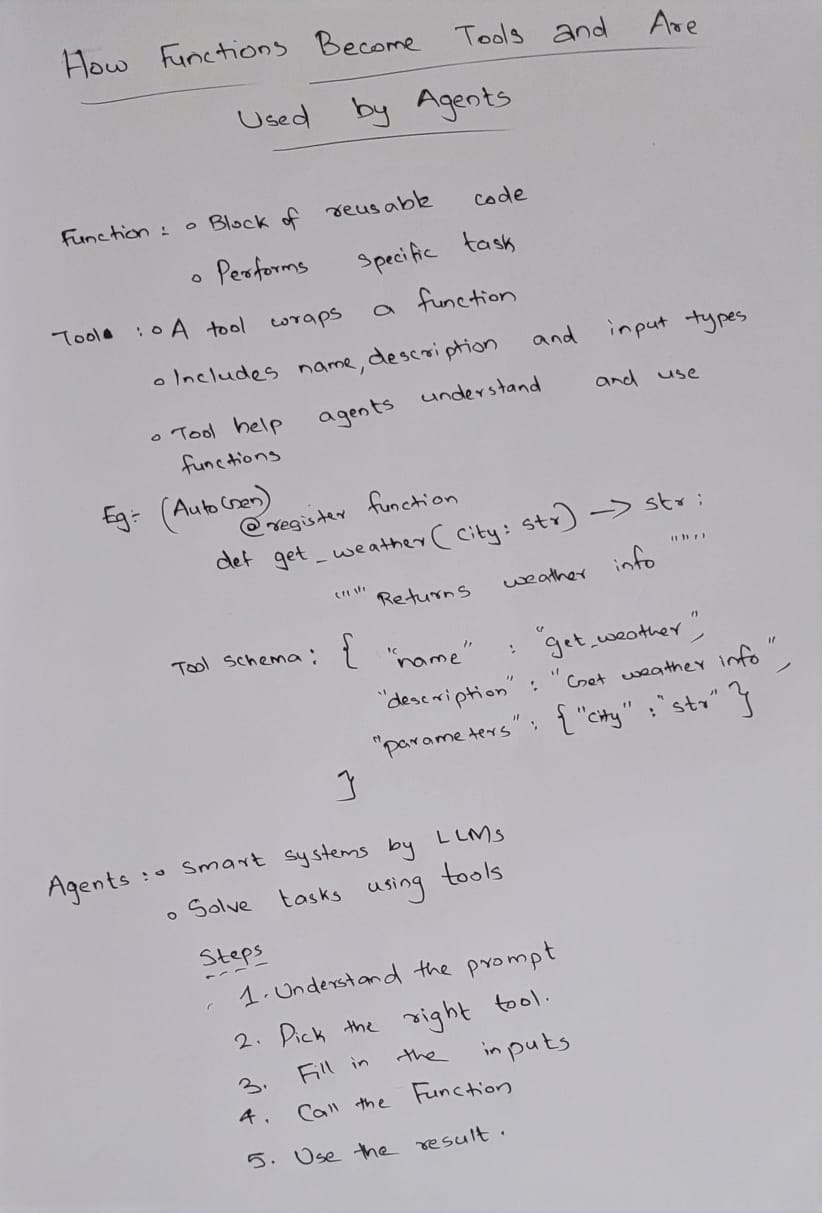 How Functions Become Tools and Are
Used by Agents
Function : o Block of reusable code
o Performs specific task
Tool : o A tool wraps a function
o Includes name, description and input types
o Tool help agents understand and use
functions
Eg:- (AutoGen)
@register function
def get_weather(city: str) -> str :
""" Returns weather info """
Tool schema : { "name" : "get_weather",
"description" : "Get weather info",
"parameters" : { "city" : "str" }
}
Agents : o Smart systems by LLMs
o Solve tasks using tools
Steps
1. Understand the prompt
2. Pick the right tool.
3. Fill in the inputs
4. Call the Function
5. Use the result.